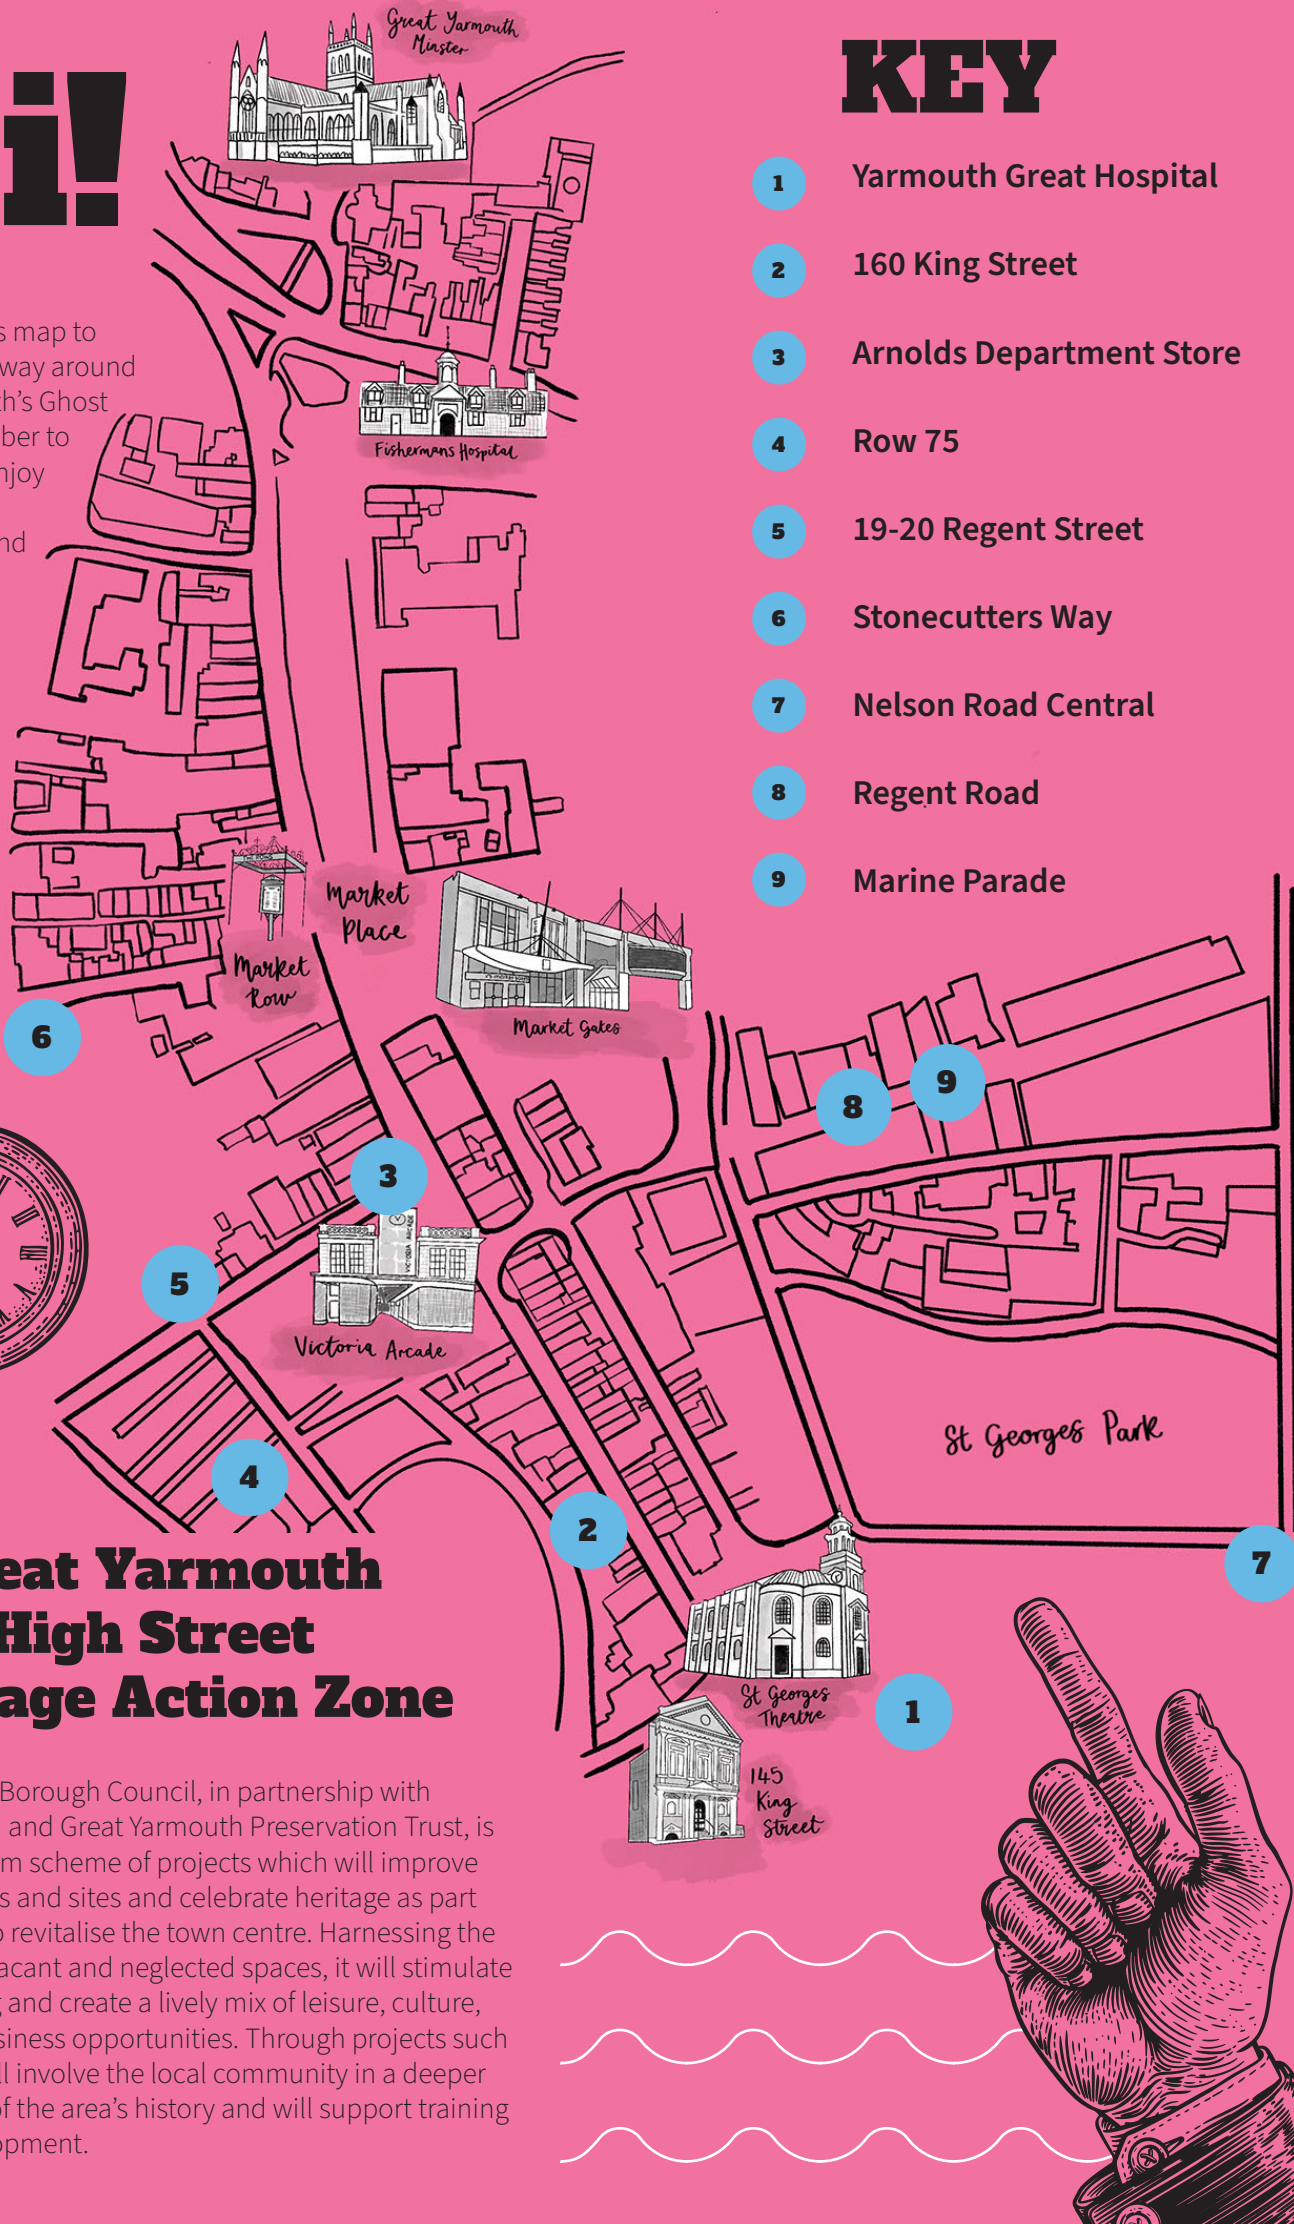 Great Yarmouth
Minster
i!
s map to
way around
th's Ghost
ber to
njoy
nd
Fishermans Hospital
KEY
1 Yarmouth Great Hospital
2 160 King Street
3 Arnolds Department Store
4 Row 75
5 19-20 Regent Street
6 Stonecutters Way
7 Nelson Road Central
8 Regent Road
9 Marine Parade
Market
Place
Market
Row
Market Gates
6
8
9
3
5
VICTORIA ARCADE
Victoria Arcade
St Georges Park
4
2
7
St Georges
Theatre
1
145
King
Street
eat Yarmouth
High Street
age Action Zone
Borough Council, in partnership with
and Great Yarmouth Preservation Trust, is
m scheme of projects which will improve
s and sites and celebrate heritage as part
o revitalise the town centre. Harnessing the
acant and neglected spaces, it will stimulate
g and create a lively mix of leisure, culture,
siness opportunities. Through projects such
ll involve the local community in a deeper
of the area's history and will support training
opment.